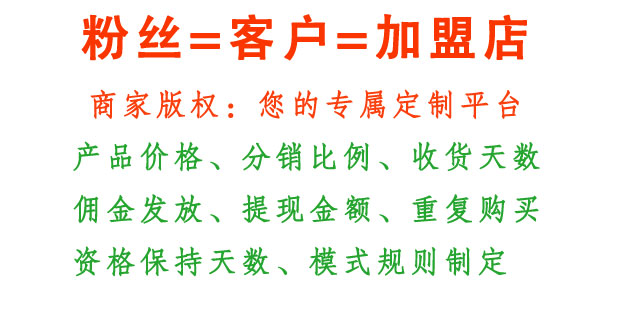 粉丝=客户=加盟店
商家版权：您的专属定制平台
产品价格、分销比例、收货天数
佣金发放、提现金额、重复购买
资格保持天数、模式规则制定